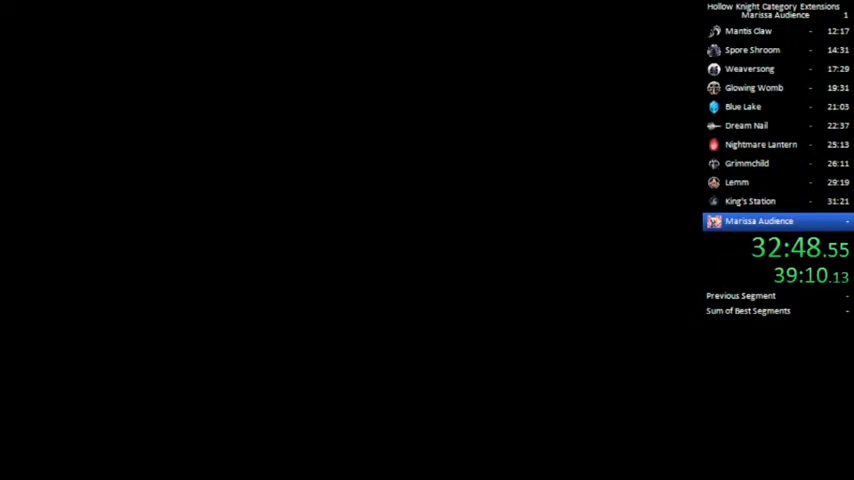 Hollow Knight Category Extensions
Marissa Audience 1
Mantis Claw - 12:17
Spore Shroom - 14:31
Weaversong - 17:29
Glowing Womb - 19:31
Blue Lake - 21:03
Dream Nail - 22:37
Nightmare Lantern - 25:13
Grimmchild - 26:11
Lemm - 29:19
King's Station - 31:21
Marissa Audience -
32:48.55
39:10.13
Previous Segment -
Sum of Best Segments -